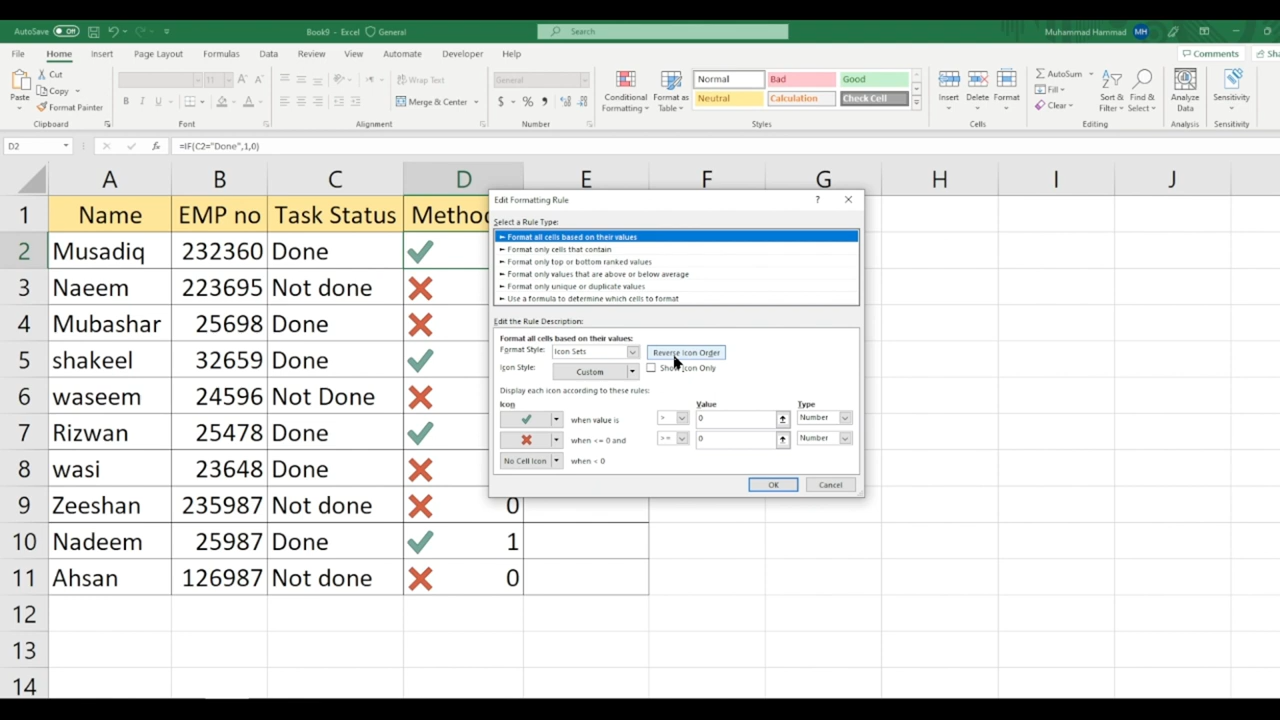 AutoSave Off Book9 - Excel General Search Muhammad Hammad MH
File Home Insert Page Layout Formulas Data Review View Automate Developer Help Comments Sha
Paste Cut Copy Format Painter Clipboard
11 A A B I U Font
Wrap Text Merge & Center Alignment
General $ % Number
Conditional Formatting Format as Table Normal Bad Good Neutral Calculation Check Cell Styles
Insert Delete Format Cells
AutoSum Fill Clear Sort & Filter Find & Select Editing
Analyze Data Analysis
Sensitivity Sensitivity
D2 fx =IF(C2="Done",1,0)
A B C D E F G H I J
1 Name EMP no Task Status Metho
2 Musadiq 232360 Done
3 Naeem 223695 Not done
4 Mubashar 25698 Done
5 shakeel 32659 Done
6 waseem 24596 Not Done
7 Rizwan 25478 Done
8 wasi 23648 Done
9 Zeeshan 235987 Not done 0
10 Nadeem 25987 Done 1
11 Ahsan 126987 Not done 0
12
13
14
Edit Formatting Rule ?
Select a Rule Type:
► Format all cells based on their values
► Format only cells that contain
► Format only top or bottom ranked values
► Format only values that are above or below average
► Format only unique or duplicate values
► Use a formula to determine which cells to format
Edit the Rule Description:
Format all cells based on their values:
Format Style: Icon Sets Reverse Icon Order
Icon Style: Custom Show Icon Only
Display each icon according to these rules:
Icon Value Type
when value is > 0 Number
when <= 0 and >= 0 Number
No Cell Icon when < 0
OK Cancel